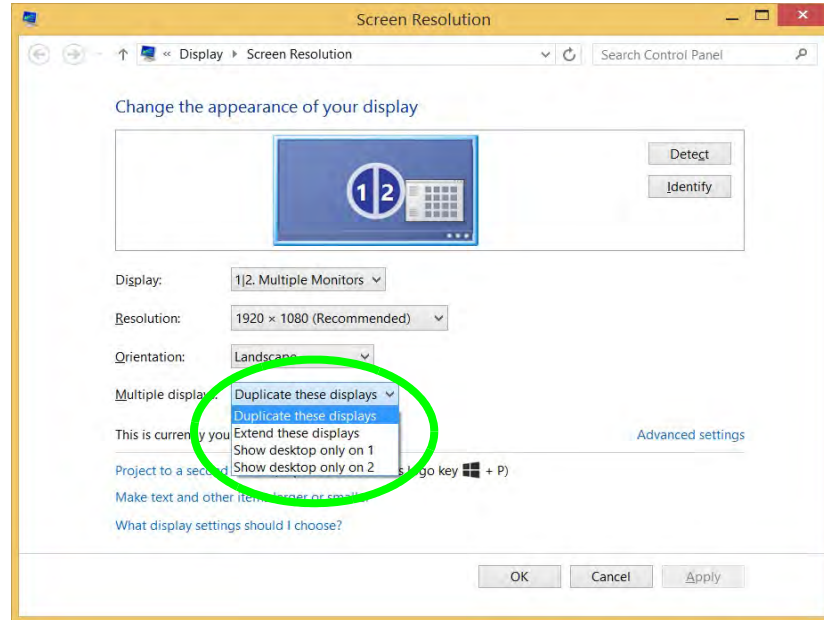 Screen Resolution
« Display Screen Resolution Search Control Panel
Change the appearance of your display
1 2
Detect
Identify
Display: 1|2. Multiple Monitors
Resolution: 1920 × 1080 (Recommended)
Orientation: Landscape
Multiple displays: Duplicate these displays
Duplicate these displays
This is currently you Extend these displays Advanced settings
Show desktop only on 1
Project to a second Show desktop only on 2 logo key + P)
Make text and other items larger or smaller
What display settings should I choose?
OK Cancel Apply